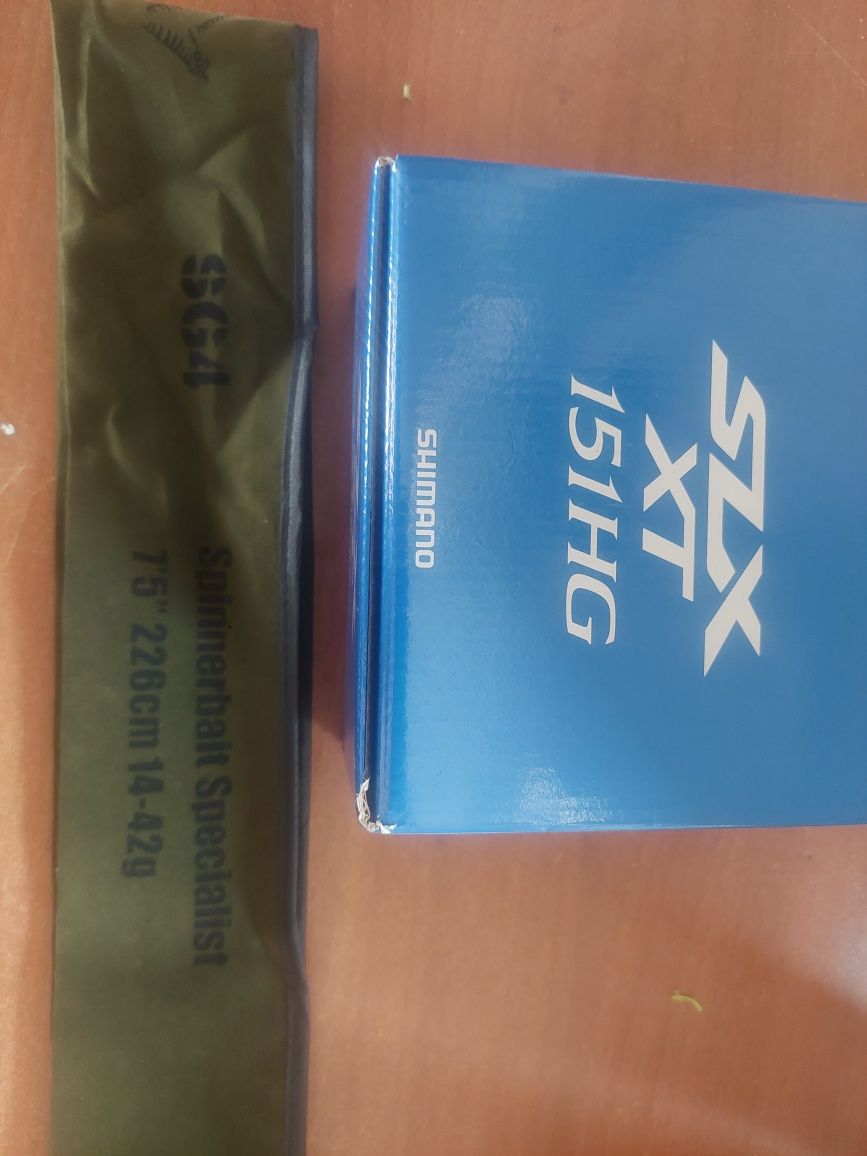 SG4
Spinnerbait Specialist
7'5" 226cm 14-42g
SLX
XT
151HG
SHIMANO